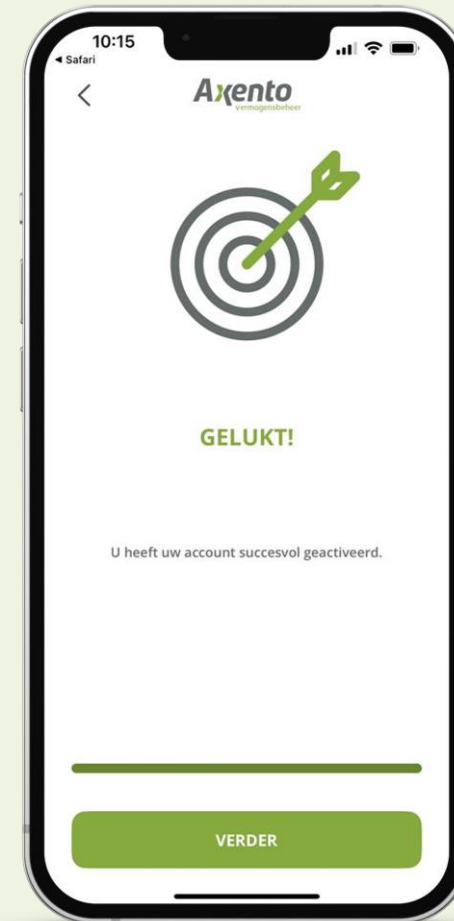 10:15
◂ Safari
Axento
vermogensbeheer
GELUKT!
U heeft uw account succesvol geactiveerd.
VERDER